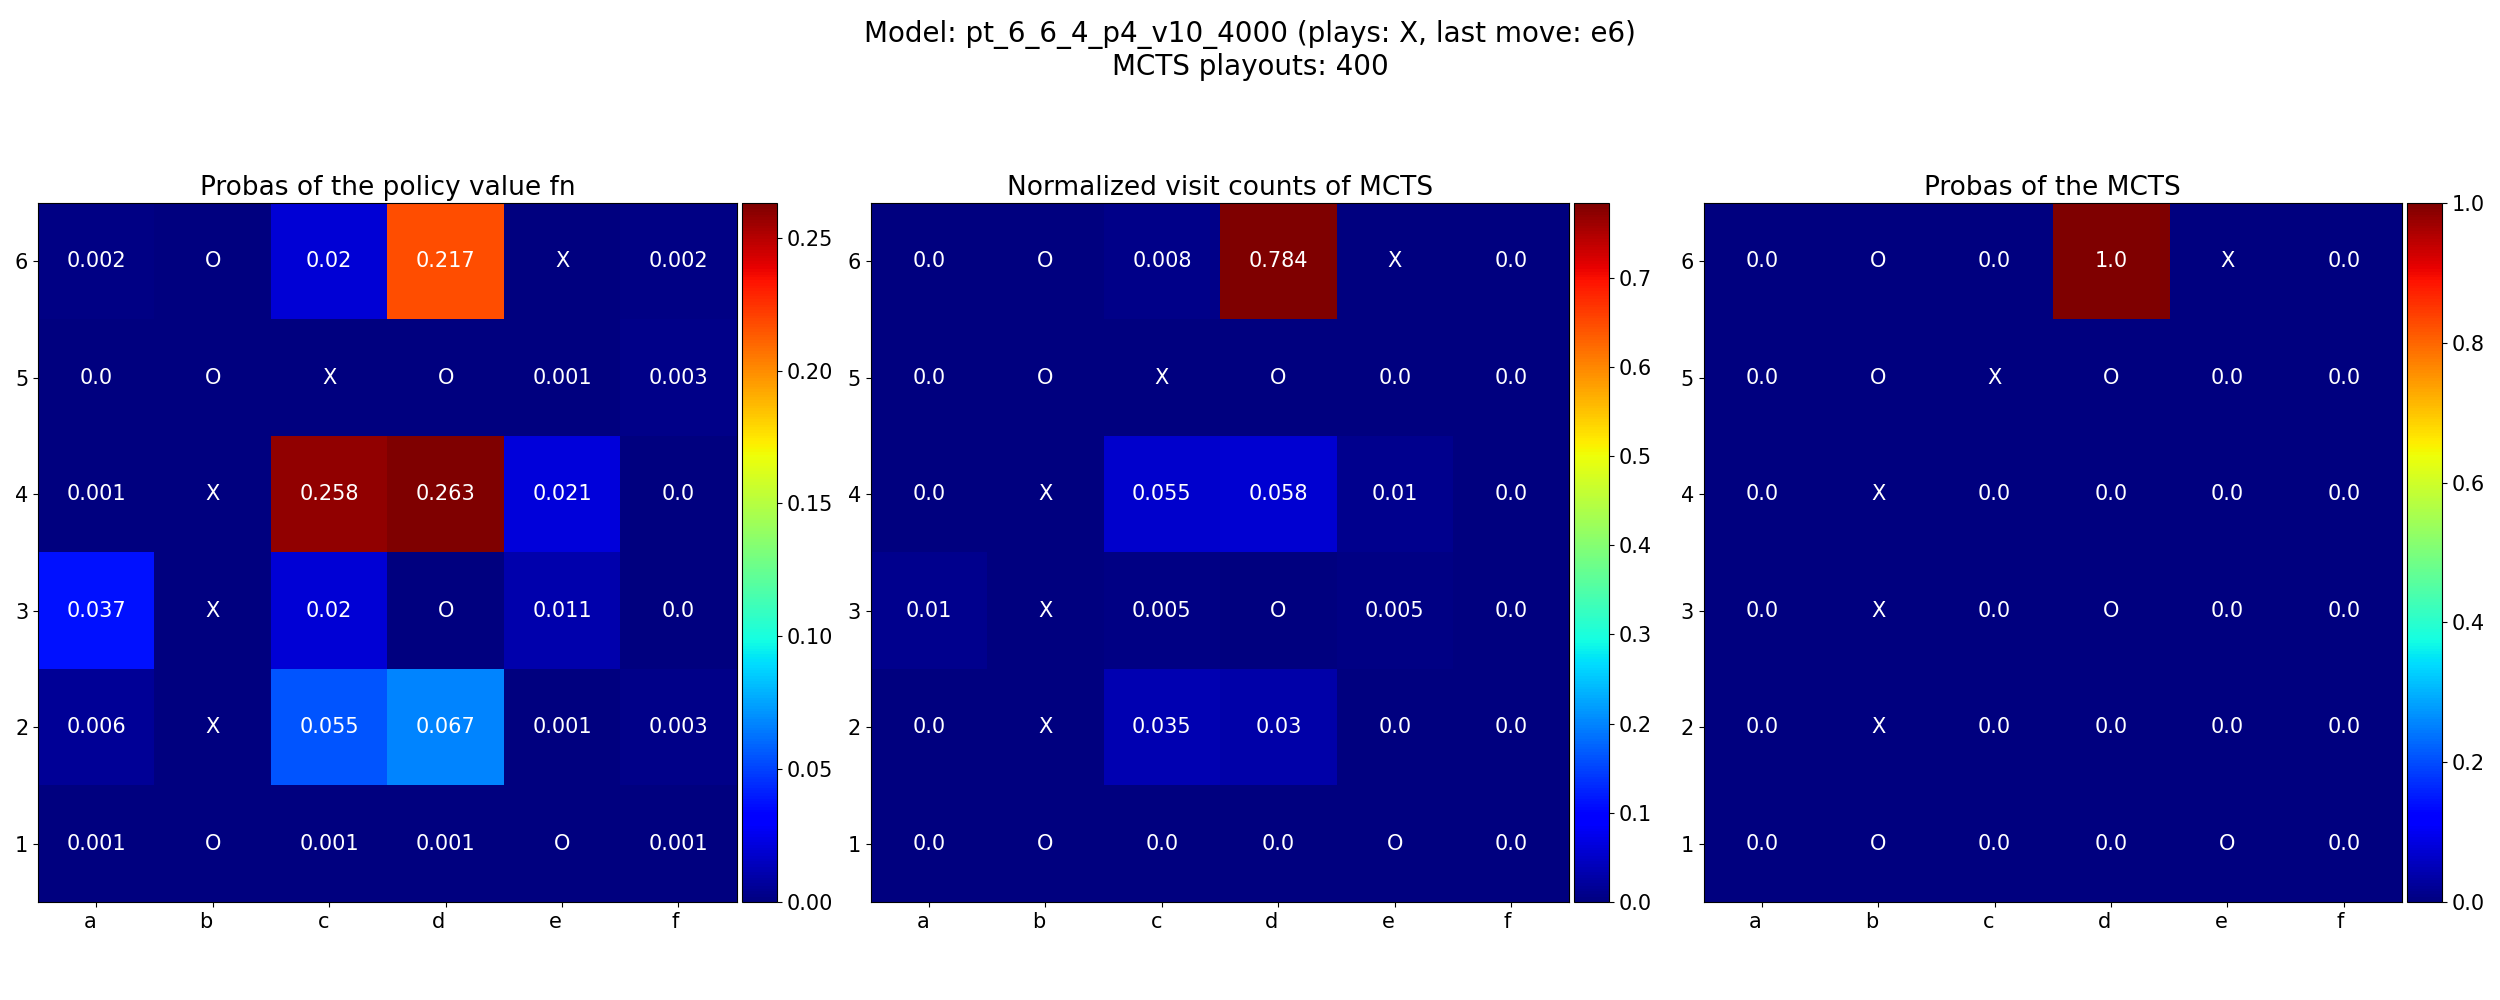 Model: pt_6_6_4_p4_v10_4000 (plays: X, last move: e6)
MCTS playouts: 400
Probas of the policy value fn
6 0.002 O 0.02 0.217 X 0.002
5 0.0 O X O 0.001 0.003
4 0.001 X 0.258 0.263 0.021 0.0
3 0.037 X 0.02 O 0.011 0.0
2 0.006 X 0.055 0.067 0.001 0.003
1 0.001 O 0.001 0.001 O 0.001
a b c d e f
0.25
0.20
0.15
0.10
0.05
0.00
Normalized visit counts of MCTS
6 0.0 O 0.008 0.784 X 0.0
5 0.0 O X O 0.0 0.0
4 0.0 X 0.055 0.058 0.01 0.0
3 0.01 X 0.005 O 0.005 0.0
2 0.0 X 0.035 0.03 0.0 0.0
1 0.0 O 0.0 0.0 O 0.0
a b c d e f
0.7
0.6
0.5
0.4
0.3
0.2
0.1
0.0
Probas of the MCTS
6 0.0 O 0.0 1.0 X 0.0
5 0.0 O X O 0.0 0.0
4 0.0 X 0.0 0.0 0.0 0.0
3 0.0 X 0.0 O 0.0 0.0
2 0.0 X 0.0 0.0 0.0 0.0
1 0.0 O 0.0 0.0 O 0.0
a b c d e f
1.0
0.8
0.6
0.4
0.2
0.0